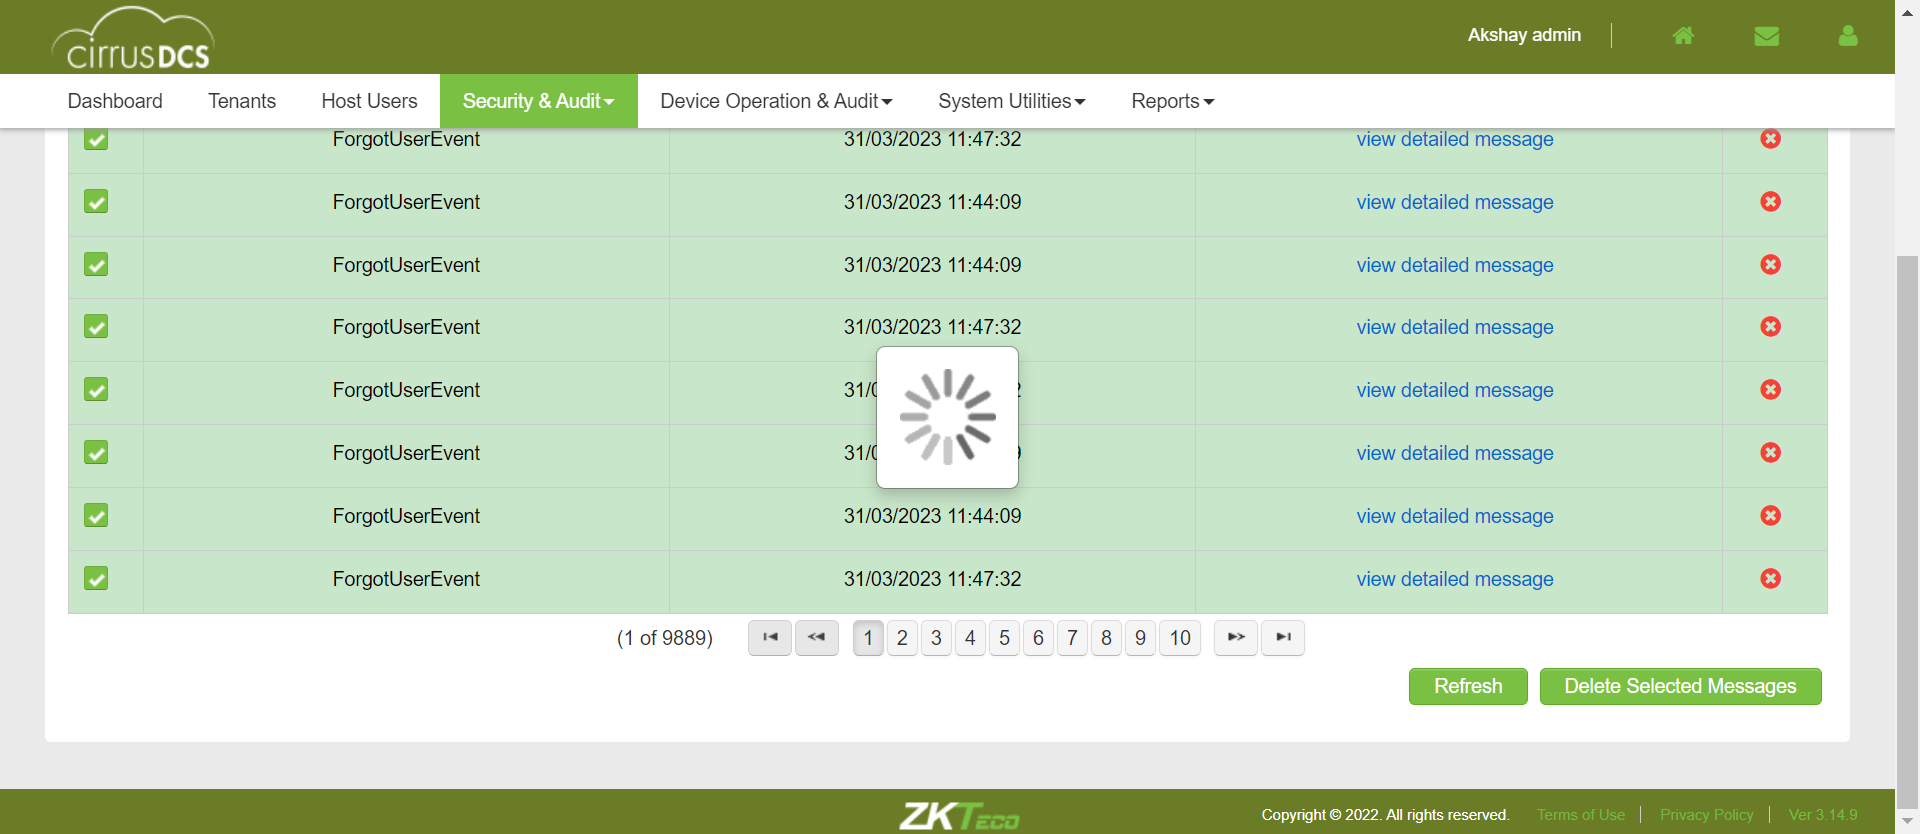 cirrusDCS
Akshay admin
Dashboard Tenants Host Users Security & Audit Device Operation & Audit System Utilities Reports
ForgotUserEvent 31/03/2023 11:47:32 view detailed message
ForgotUserEvent 31/03/2023 11:44:09 view detailed message
ForgotUserEvent 31/03/2023 11:44:09 view detailed message
ForgotUserEvent 31/03/2023 11:47:32 view detailed message
ForgotUserEvent view detailed message
ForgotUserEvent view detailed message
ForgotUserEvent 31/03/2023 11:44:09 view detailed message
ForgotUserEvent 31/03/2023 11:47:32 view detailed message
(1 of 9889) 1 2 3 4 5 6 7 8 9 10
Refresh Delete Selected Messages
ZKTeco Copyright © 2022. All rights reserved. Terms of Use Privacy Policy Ver 3.14.9